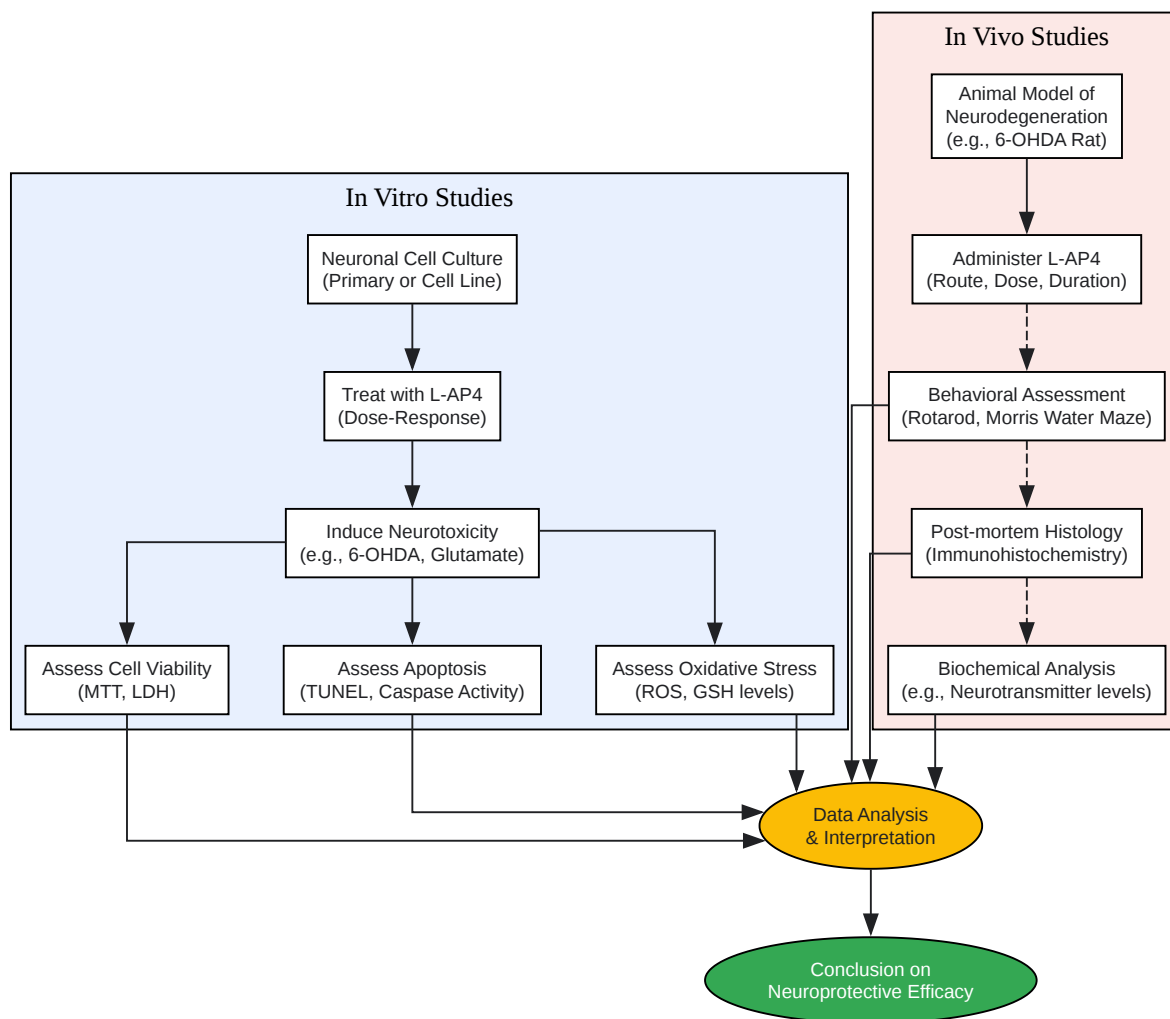 In Vitro Studies
Neuronal Cell Culture
(Primary or Cell Line)
Treat with L-AP4
(Dose-Response)
Induce Neurotoxicity
(e.g., 6-OHDA, Glutamate)
Assess Cell Viability
(MTT, LDH)
Assess Apoptosis
(TUNEL, Caspase Activity)
Assess Oxidative Stress
(ROS, GSH levels)
In Vivo Studies
Animal Model of
Neurodegeneration
(e.g., 6-OHDA Rat)
Administer L-AP4
(Route, Dose, Duration)
Behavioral Assessment
(Rotarod, Morris Water Maze)
Post-mortem Histology
(Immunohistochemistry)
Biochemical Analysis
(e.g., Neurotransmitter levels)
Data Analysis
& Interpretation
Conclusion on
Neuroprotective Efficacy